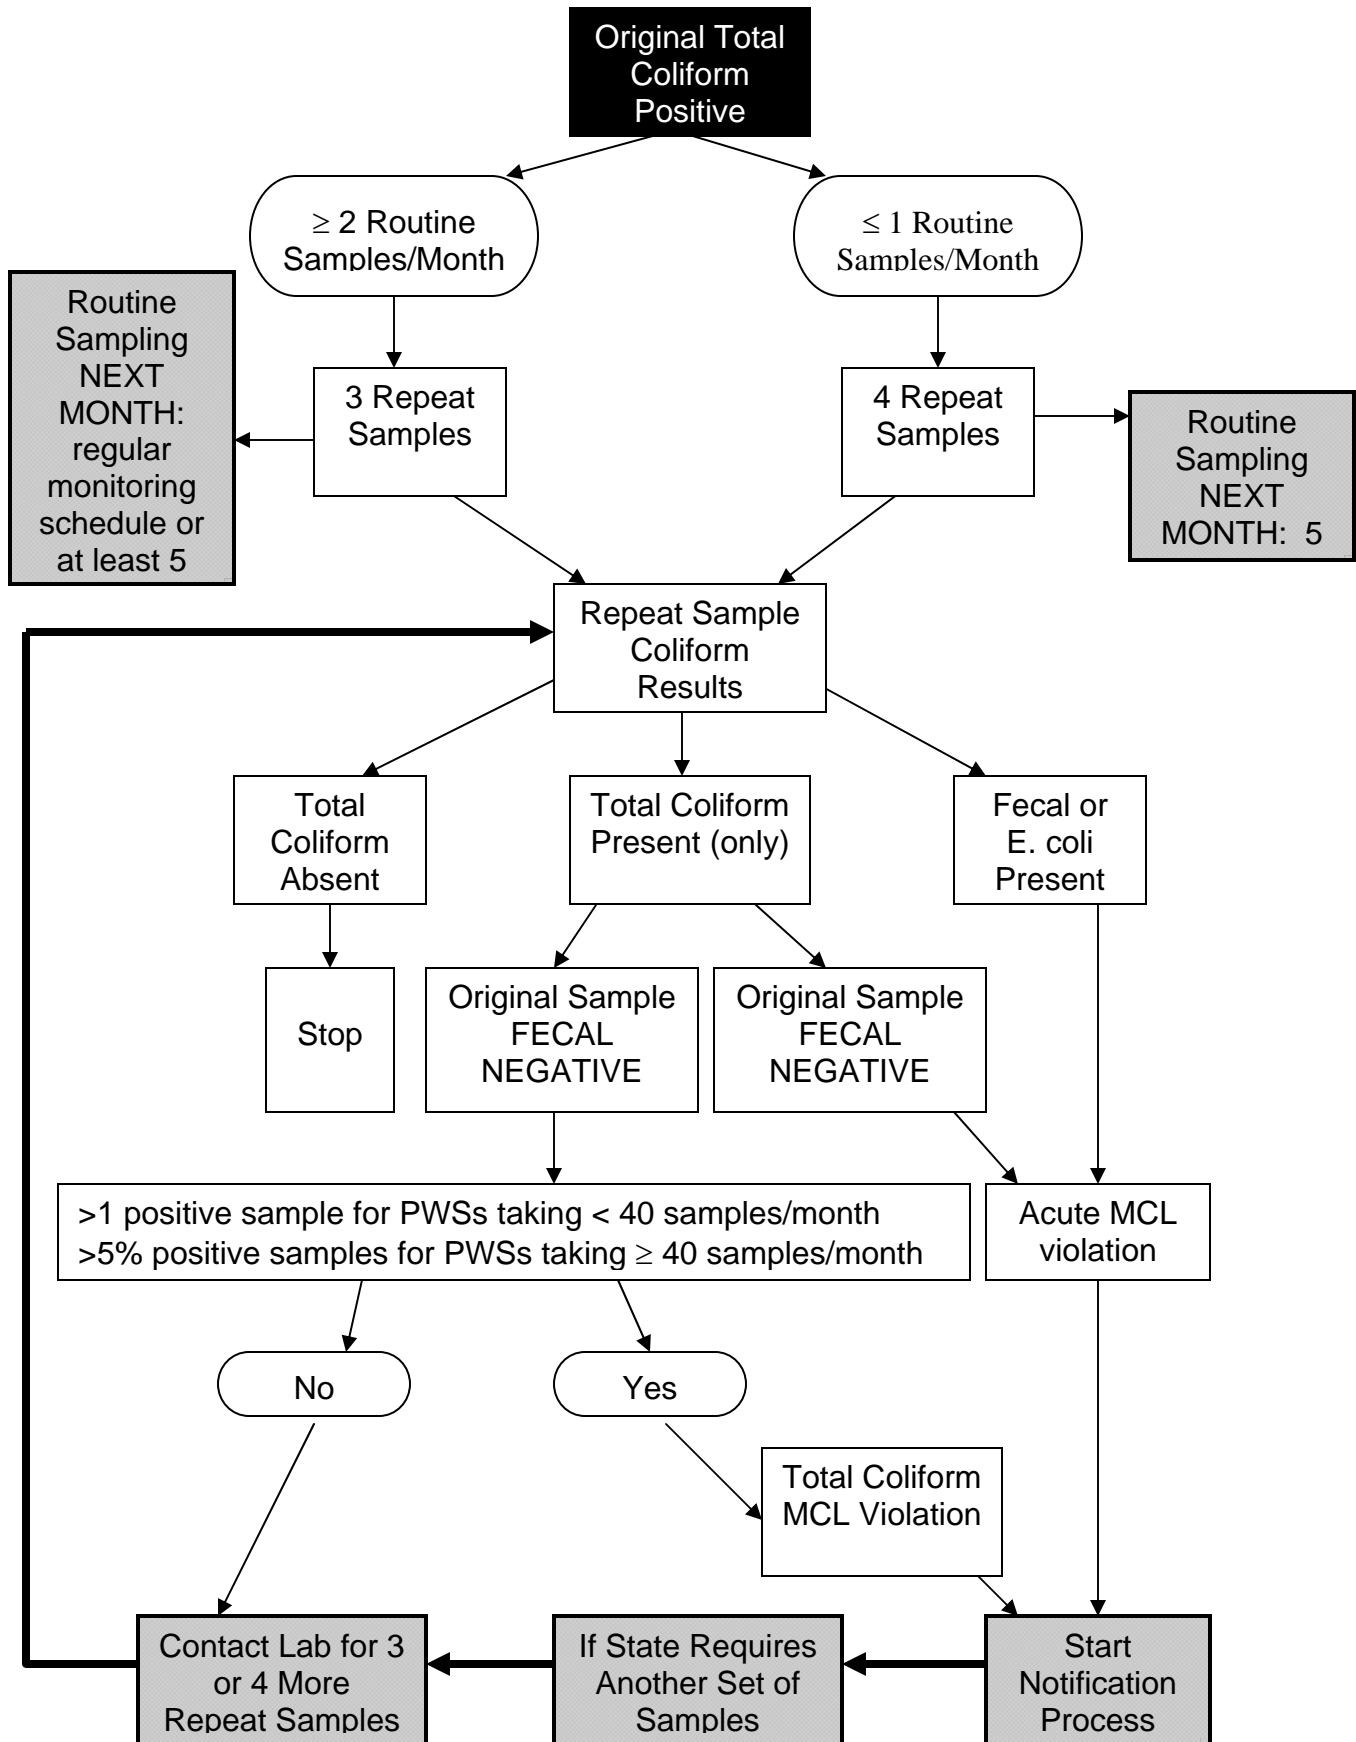 Original Total
Coliform
Positive
≥ 2 Routine
Samples/Month
≤ 1 Routine
Samples/Month
Routine
Sampling
NEXT
MONTH:
regular
monitoring
schedule or
at least 5
3 Repeat
Samples
4 Repeat
Samples
Routine
Sampling
NEXT
MONTH: 5
Repeat Sample
Coliform
Results
Total
Coliform
Absent
Total Coliform
Present (only)
Fecal or
E. coli
Present
Stop
Original Sample
FECAL
NEGATIVE
Original Sample
FECAL
NEGATIVE
>1 positive sample for PWSs taking < 40 samples/month
>5% positive samples for PWSs taking ≥ 40 samples/month
Acute MCL
violation
No
Yes
Total Coliform
MCL Violation
Contact Lab for 3
or 4 More
Repeat Samples
If State Requires
Another Set of
Samples
Start
Notification
Process